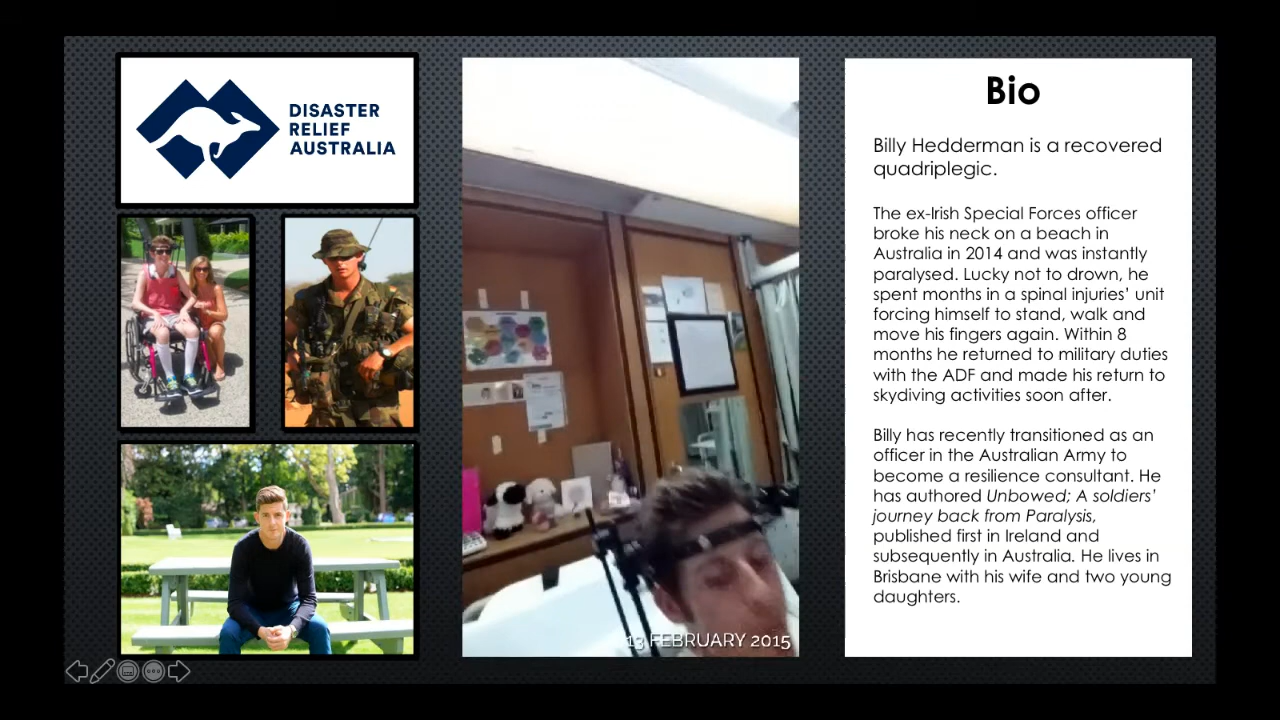 DISASTER
RELIEF
AUSTRALIA
13 FEBRUARY 2015
Bio
Billy Hedderman is a recovered
quadriplegic.
The ex-Irish Special Forces officer
broke his neck on a beach in
Australia in 2014 and was instantly
paralysed. Lucky not to drown, he
spent months in a spinal injuries’ unit
forcing himself to stand, walk and
move his fingers again. Within 8
months he returned to military duties
with the ADF and made his return to
skydiving activities soon after.
Billy has recently transitioned as an
officer in the Australian Army to
become a resilience consultant. He
has authored Unbowed; A soldiers’
journey back from Paralysis,
published first in Ireland and
subsequently in Australia. He lives in
Brisbane with his wife and two young
daughters.